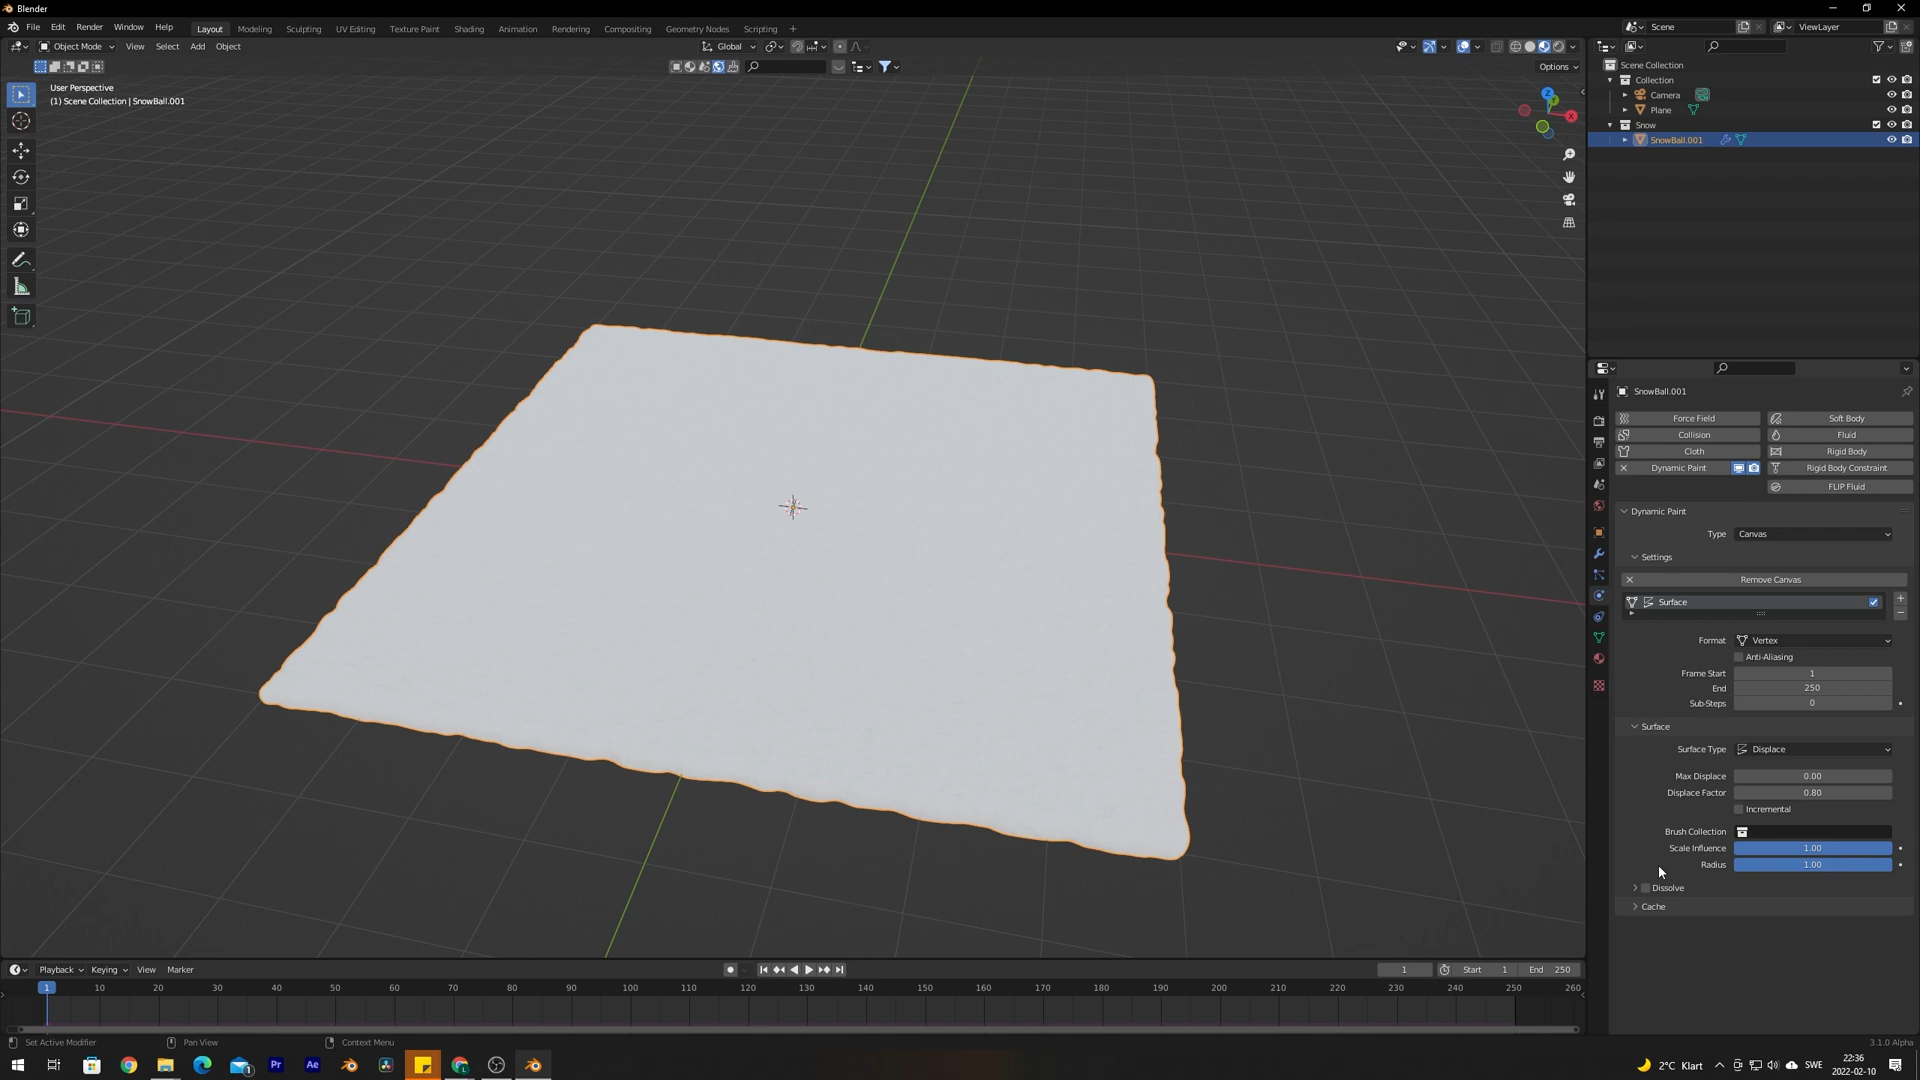 Blender
File Edit Render Window Help Layout Modeling Sculpting UV Editing Texture Paint Shading Animation Rendering Compositing Geometry Nodes Scripting + Scene ViewLayer
Object Mode View Select Add Object Global
Options
User Perspective
(1) Scene Collection | SnowBall.001
Z
Y
X
Scene Collection
Collection
Camera
Plane
Snow
SnowBall.001
SnowBall.001
Force Field Soft Body
Collision Fluid
Cloth Rigid Body
Dynamic Paint Rigid Body Constraint
FLIP Fluid
Dynamic Paint
Type Canvas
Settings
Remove Canvas
Surface
Format Vertex
Anti-Aliasing
Frame Start 1
End 250
Sub-Steps 0
Surface
Surface Type Displace
Max Displace 0.00
Displace Factor 0.80
Incremental
Brush Collection
Scale Influence 1.00
Radius 1.00
Dissolve
Cache
Playback Keying View Marker 1 Start 1 End 250
1 10 20 30 40 50 60 70 80 90 100 110 120 130 140 150 160 170 180 190 200 210 220 230 240 250 260
Set Active Modifier Pan View Context Menu 3.1.0 Alpha
1 Pr Ae 2°C Klart SWE 22:36
2022-02-10